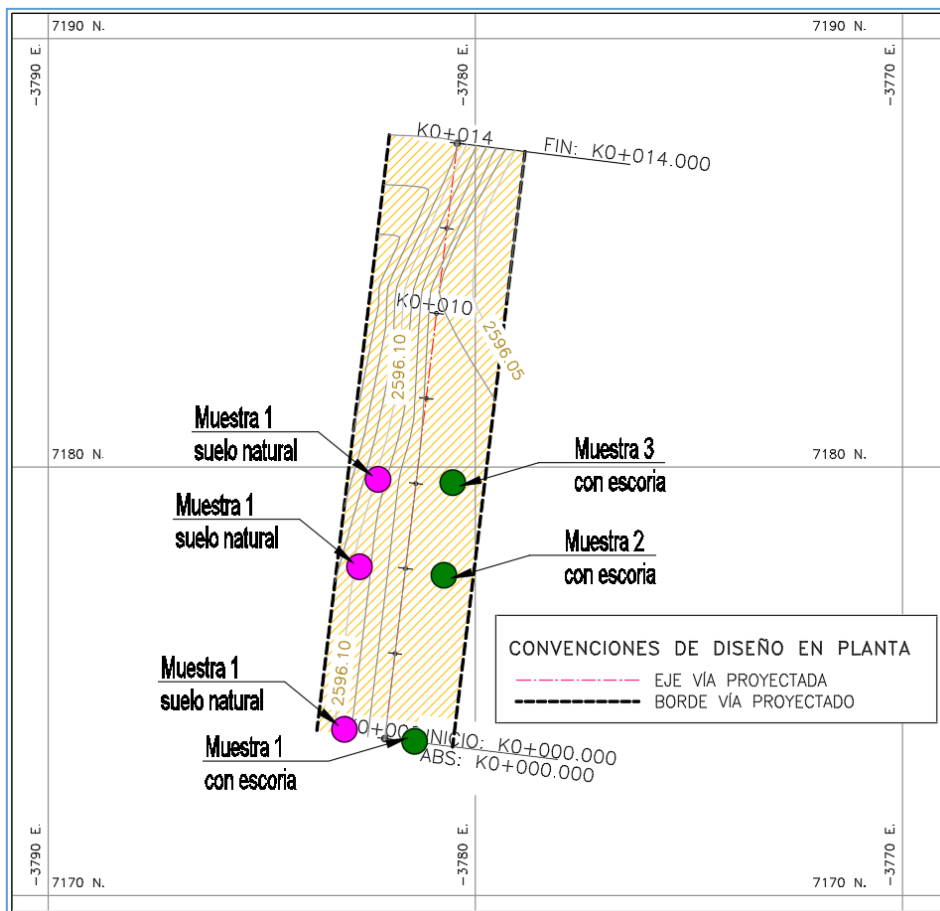 7190 N.
7190 N.
-3790 E.
-3780 E.
-3770 E.
K0+014
FIN: K0+014.000
K0+010
2596.05
2596.10
Muestra 1
suelo natural
Muestra 3
con escoria
7180 N.
7180 N.
Muestra 1
suelo natural
Muestra 2
con escoria
CONVENCIONES DE DISEÑO EN PLANTA
EJE VÍA PROYECTADA
BORDE VÍA PROYECTADO
2596.10
Muestra 1
suelo natural
K0+000 INICIO: K0+000.000
ABS: K0+000.000
Muestra 1
con escoria
-3790 E.
-3780 E.
-3770 E.
7170 N.
7170 N.